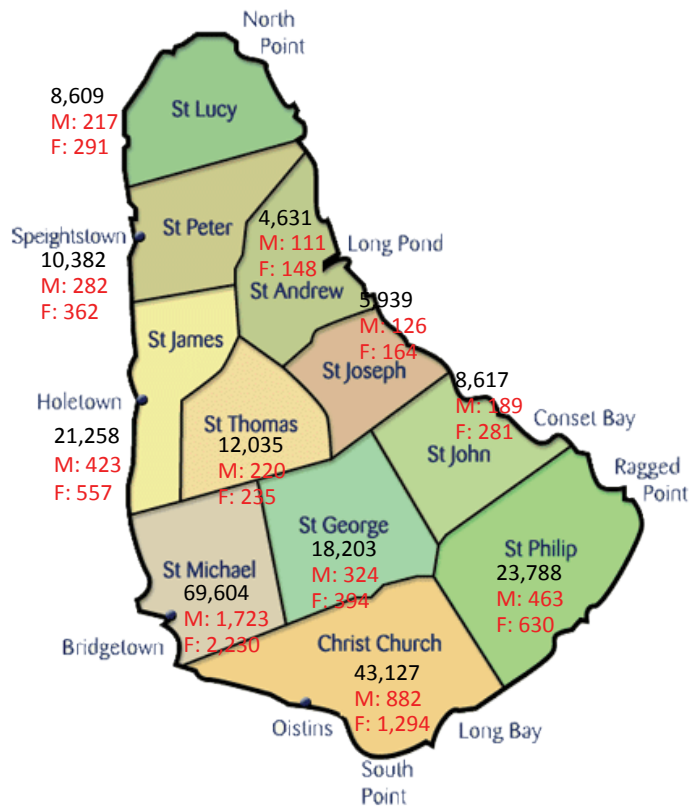 North
Point
St Lucy
8,609
M: 217
F: 291
St Peter
Speightstown
10,382
M: 282
F: 362
4,631
M: 111
F: 148
St Andrew
Long Pond
St James
5,939
M: 126
F: 164
St Joseph
Holetown
21,258
M: 423
F: 557
St Thomas
12,035
M: 220
F: 235
8,617
M: 189
F: 281
St John
Conset Bay
Ragged
Point
St George
18,203
M: 324
F: 394
St Philip
23,788
M: 463
F: 630
St Michael
69,604
M: 1,723
F: 2,230
Bridgetown
Christ Church
43,127
M: 882
F: 1,294
Oistins
Long Bay
South
Point